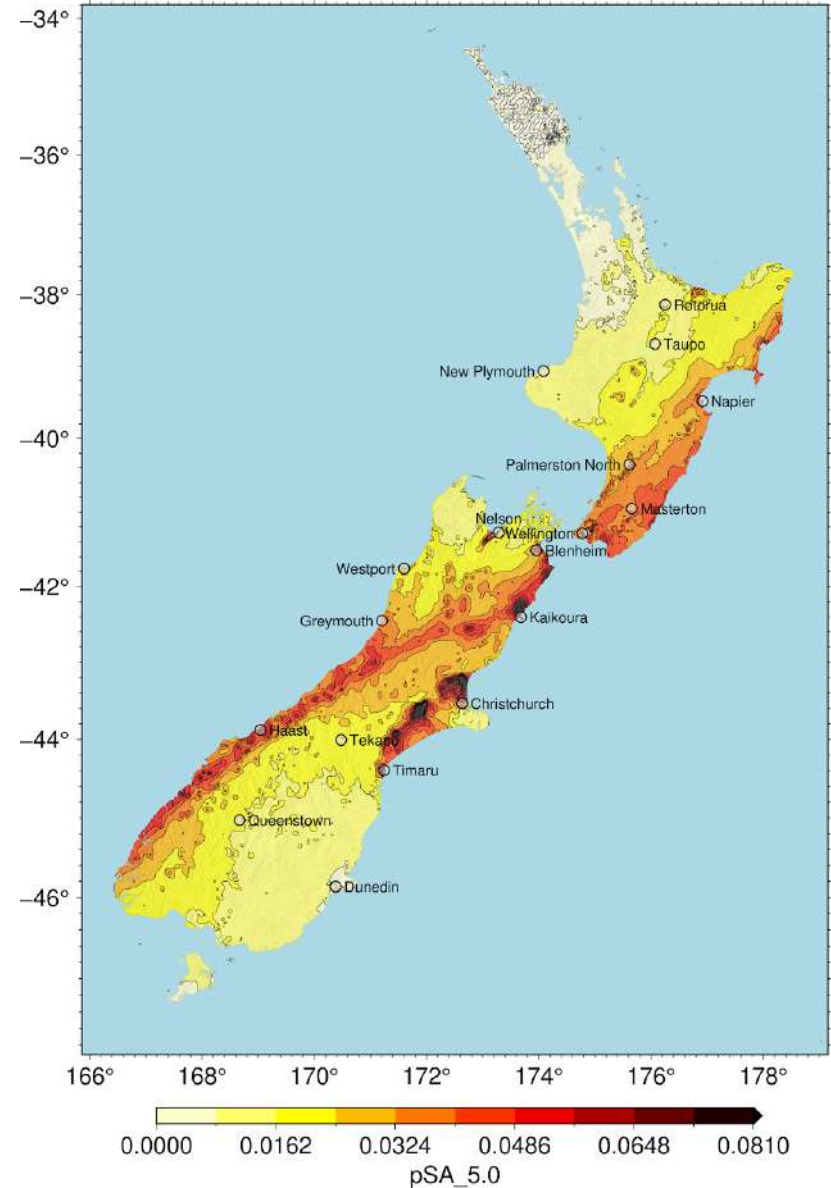 −34°
−36°
−38°
Rotorua
Taupo
New Plymouth
Napier
−40°
Palmerston North
Masterton
Nelson
Wellington
Blenheim
Westport
−42°
Greymouth
Kaikoura
Christchurch
Haast
−44°
Tekapo
Timaru
Queenstown
Dunedin
−46°
166° 168° 170° 172° 174° 176° 178°
0.0000 0.0162 0.0324 0.0486 0.0648 0.0810
pSA_5.0